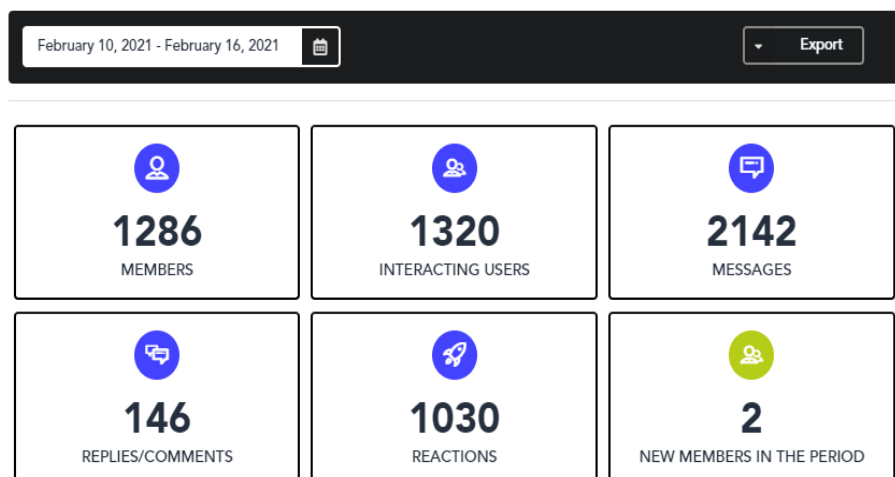 February 10, 2021 - February 16, 2021
Export
1286
MEMBERS
1320
INTERACTING USERS
2142
MESSAGES
146
REPLIES/COMMENTS
1030
REACTIONS
2
NEW MEMBERS IN THE PERIOD